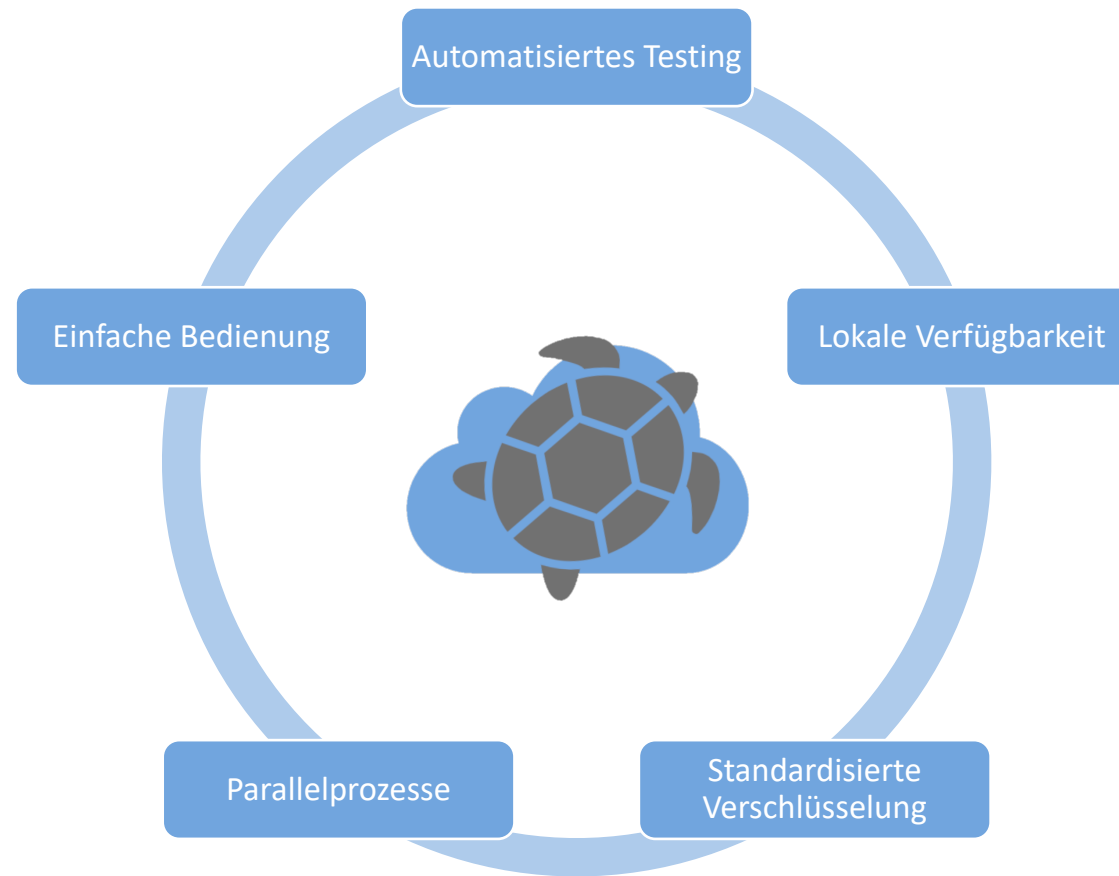 Automatisiertes Testing
Einfache Bedienung
Lokale Verfügbarkeit
Parallelprozesse
Standardisierte
Verschlüsselung